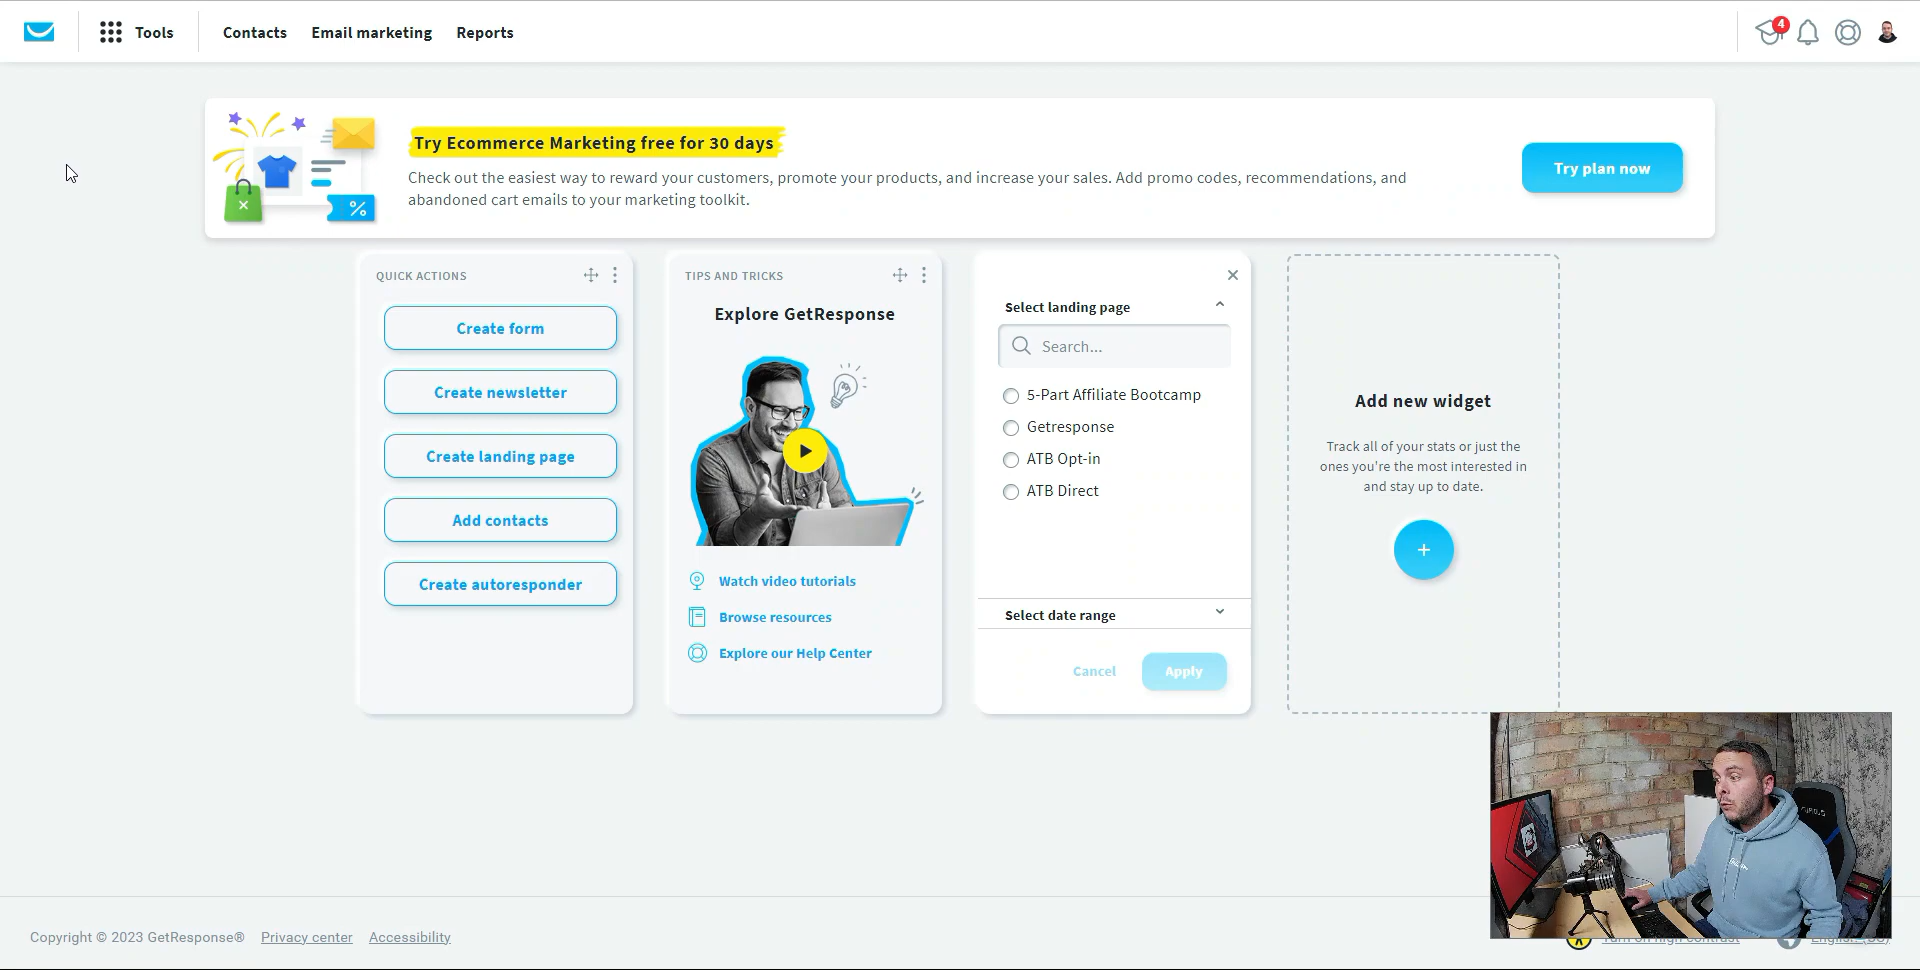 Tools
Contacts
Email marketing
Reports
4
Try Ecommerce Marketing free for 30 days
Check out the easiest way to reward your customers, promote your products, and increase your sales. Add promo codes, recommendations, and
abandoned cart emails to your marketing toolkit.
Try plan now
%
QUICK ACTIONS
Create form
Create newsletter
Create landing page
Add contacts
Create autoresponder
TIPS AND TRICKS
Explore GetResponse
Watch video tutorials
Browse resources
Explore our Help Center
Select landing page
Search...
5-Part Affiliate Bootcamp
Getresponse
ATB Opt-in
ATB Direct
Select date range
Cancel
Apply
Add new widget
Track all of your stats or just the
ones you're the most interested in
and stay up to date.
Copyright © 2023 GetResponse®
Privacy center
Accessibility